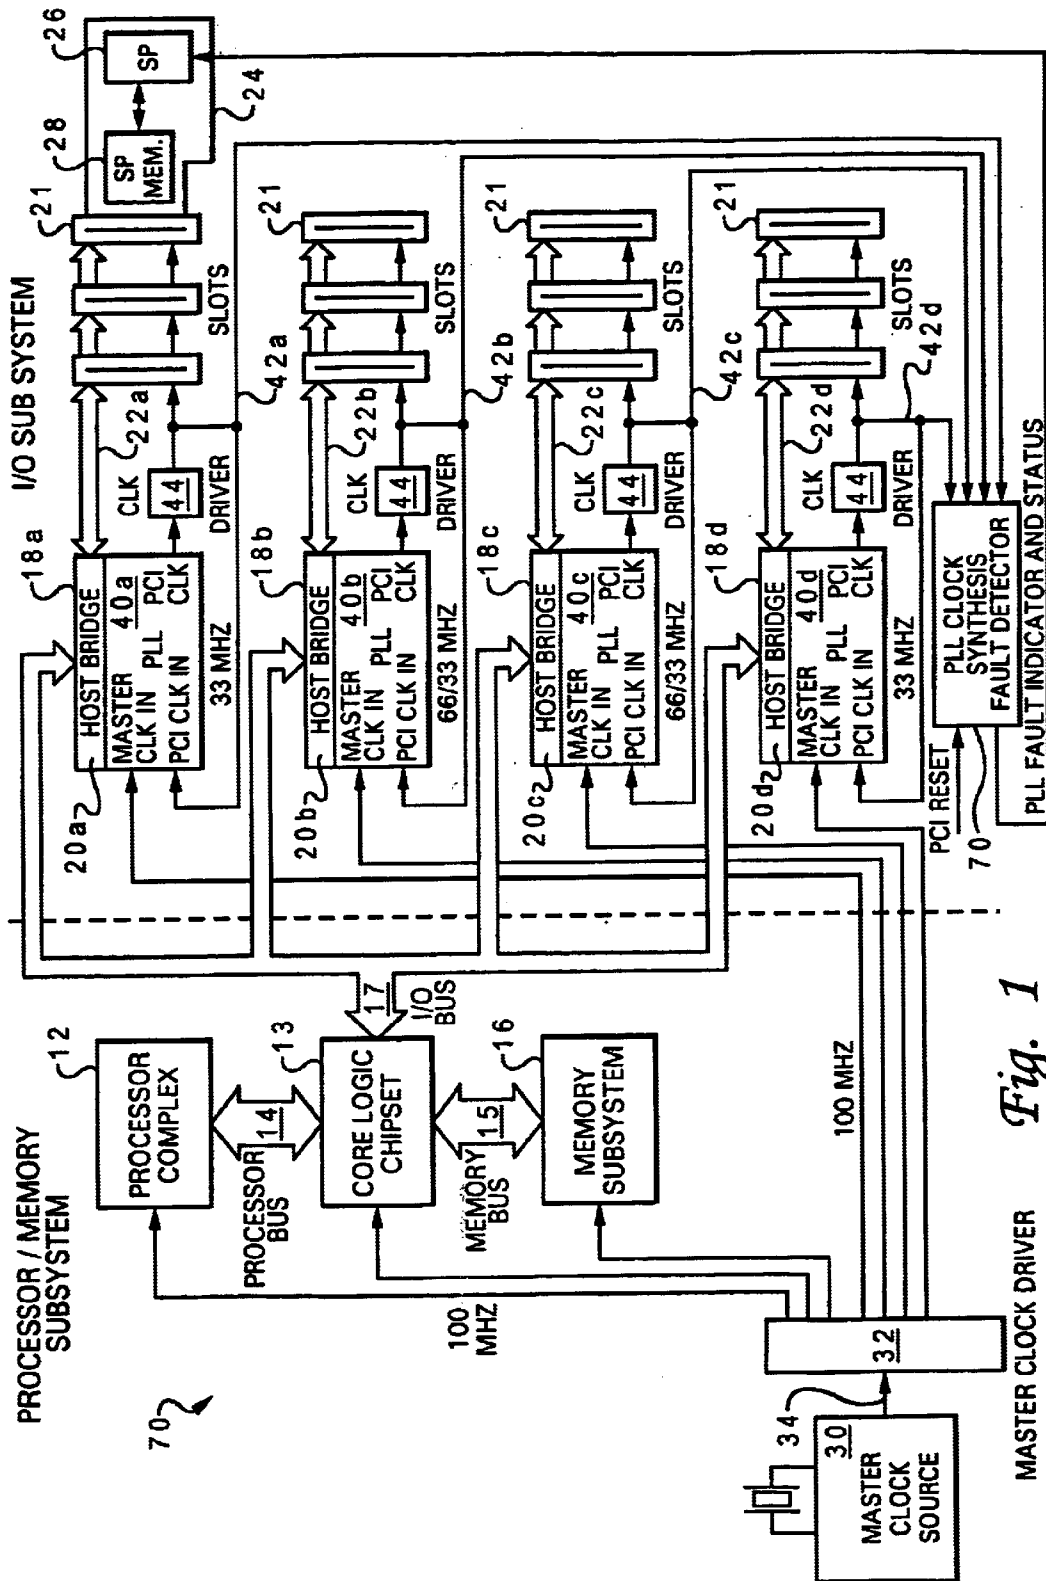 PROCESSOR / MEMORY
SUBSYSTEM
I/O SUB SYSTEM
70
12
PROCESSOR
COMPLEX
14
PROCESSOR
BUS
13
CORE LOGIC
CHIPSET
17
I/O
BUS
15
MEMORY
BUS
16
MEMORY
SUBSYSTEM
100
MHZ
100 MHZ
34
30
MASTER
CLOCK
SOURCE
32
MASTER CLOCK DRIVER
18a
20a
HOST BRIDGE
MASTER 40a
CLK IN PLL PCI
PCI CLK IN CLK
33 MHZ
CLK
44
DRIVER
22a
SLOTS
21
42a
28
SP
MEM.
26
SP
24
18b
20b
HOST BRIDGE
MASTER 40b
CLK IN PLL PCI
PCI CLK IN CLK
66/33 MHZ
CLK
44
DRIVER
22b
SLOTS
21
42b
18c
20c
HOST BRIDGE
MASTER 40c
CLK IN PLL PCI
PCI CLK IN CLK
66/33 MHZ
CLK
44
DRIVER
22c
SLOTS
21
42c
18d
20d
HOST BRIDGE
MASTER 40d
CLK IN PLL PCI
PCI CLK IN CLK
33 MHZ
CLK
44
DRIVER
22d
SLOTS
21
42d
PCI RESET
70
PLL CLOCK
SYNTHESIS
FAULT DETECTOR
PLL FAULT INDICATOR AND STATUS
Fig. 1